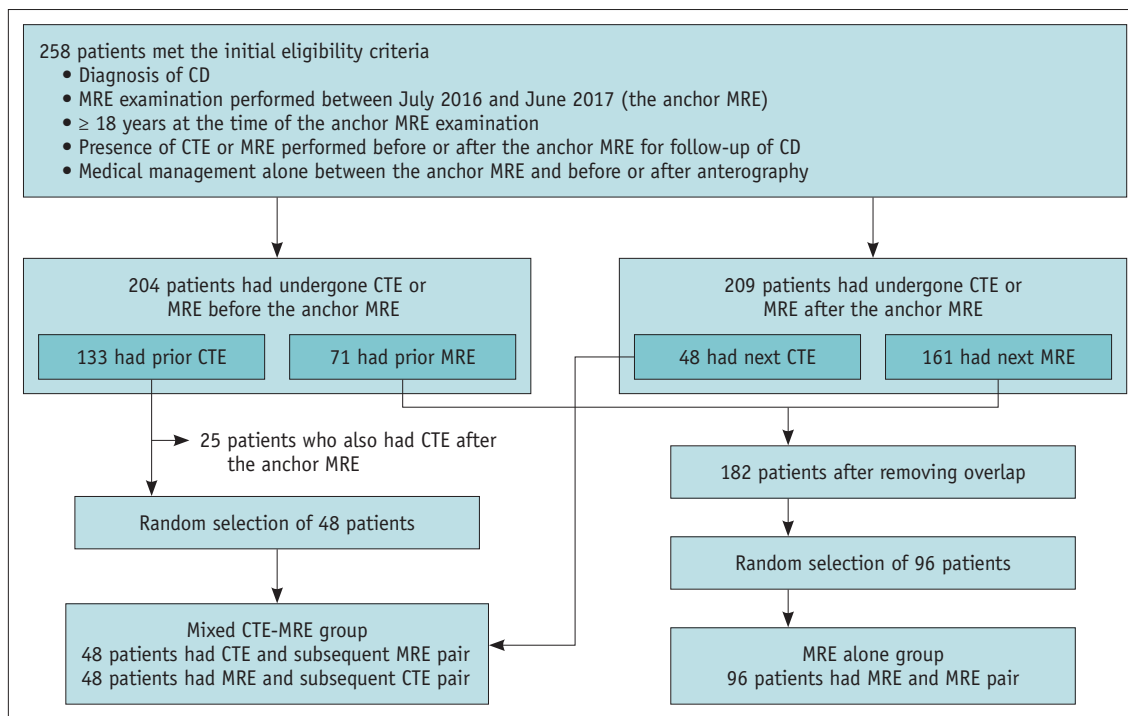 258 patients met the initial eligibility criteria
• Diagnosis of CD
• MRE examination performed between July 2016 and June 2017 (the anchor MRE)
• ≥ 18 years at the time of the anchor MRE examination
• Presence of CTE or MRE performed before or after the anchor MRE for follow-up of CD
• Medical management alone between the anchor MRE and before or after anterography
204 patients had undergone CTE or
MRE before the anchor MRE
133 had prior CTE
71 had prior MRE
209 patients had undergone CTE or
MRE after the anchor MRE
48 had next CTE
161 had next MRE
25 patients who also had CTE after
the anchor MRE
182 patients after removing overlap
Random selection of 48 patients
Random selection of 96 patients
Mixed CTE-MRE group
48 patients had CTE and subsequent MRE pair
48 patients had MRE and subsequent CTE pair
MRE alone group
96 patients had MRE and MRE pair